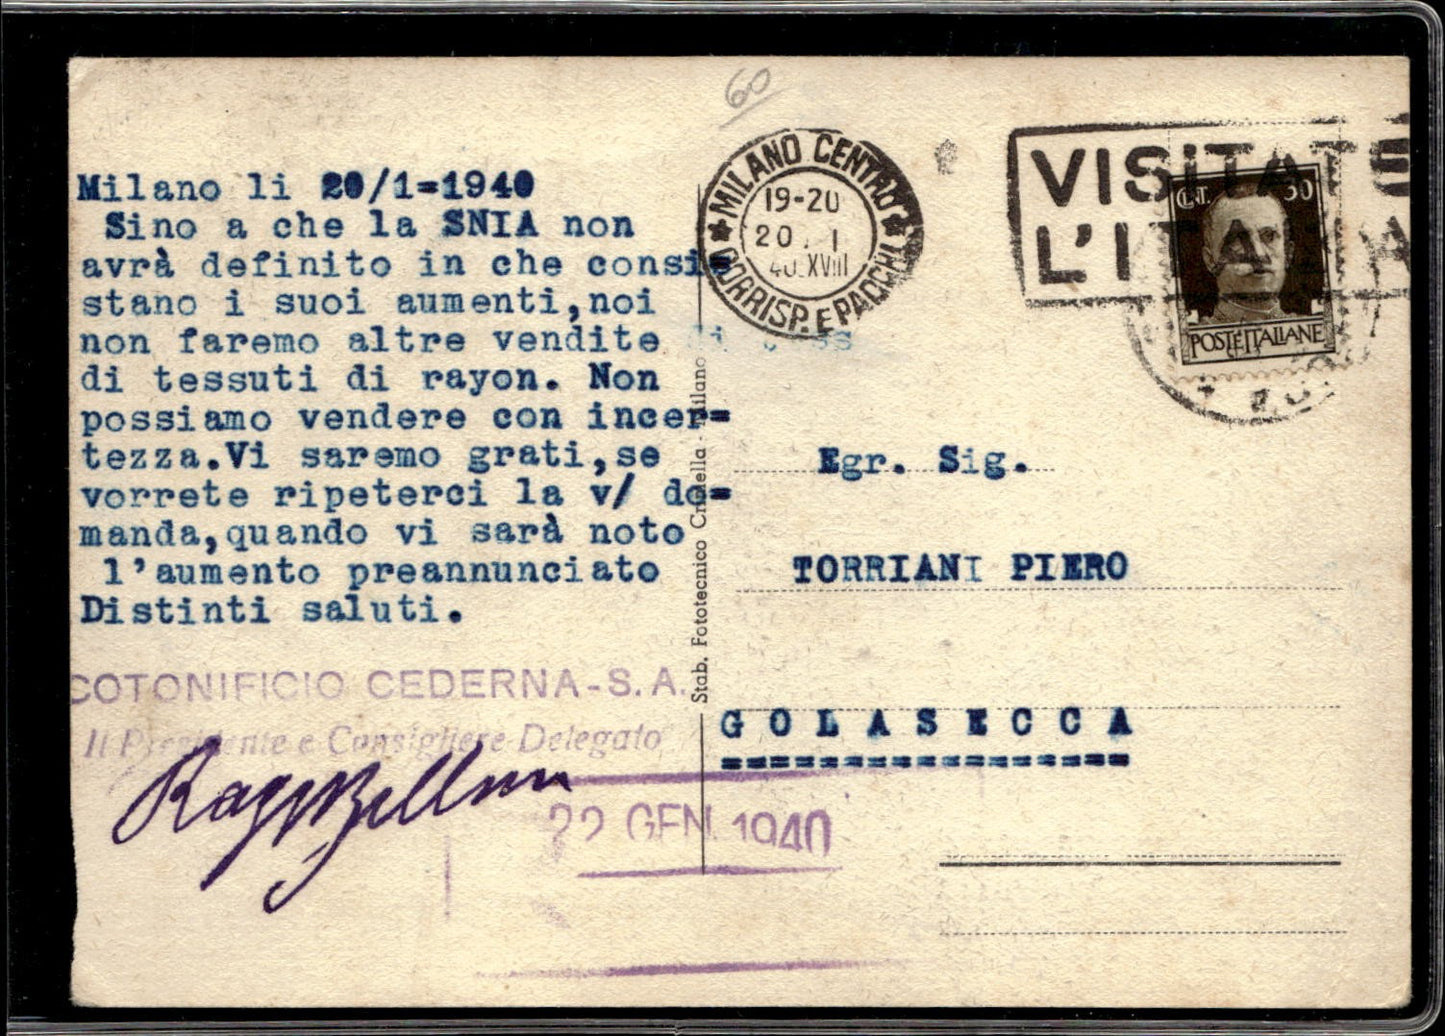 60
Milano li 20/1=1940
Sino a che la SNIA non
avrà definito in che consi=
stano i suoi aumenti,noi
non faremo altre vendite di
di tessuti di rayon. Non
possiamo vendere con incer=
tezza.Vi saremo grati,se
vorrete ripeterci la v/ do=
manda,quando vi sarà noto
l'aumento preannunciato
Distinti saluti.
COTONIFICIO CEDERNA-S.A.
Il Presidente e Consigliere Delegato
22 GEN. 1940
Stab. Fototecnico - Milano
MILANO CENTRO
19-20
20 . I
40.XVIII
CORRISP. E PACCHI
VISITATE
L'ITALIA
CENT. 30
POSTE ITALIANE
Egr. Sig.
TORRIANI PIERO
GOLASECCA
=================